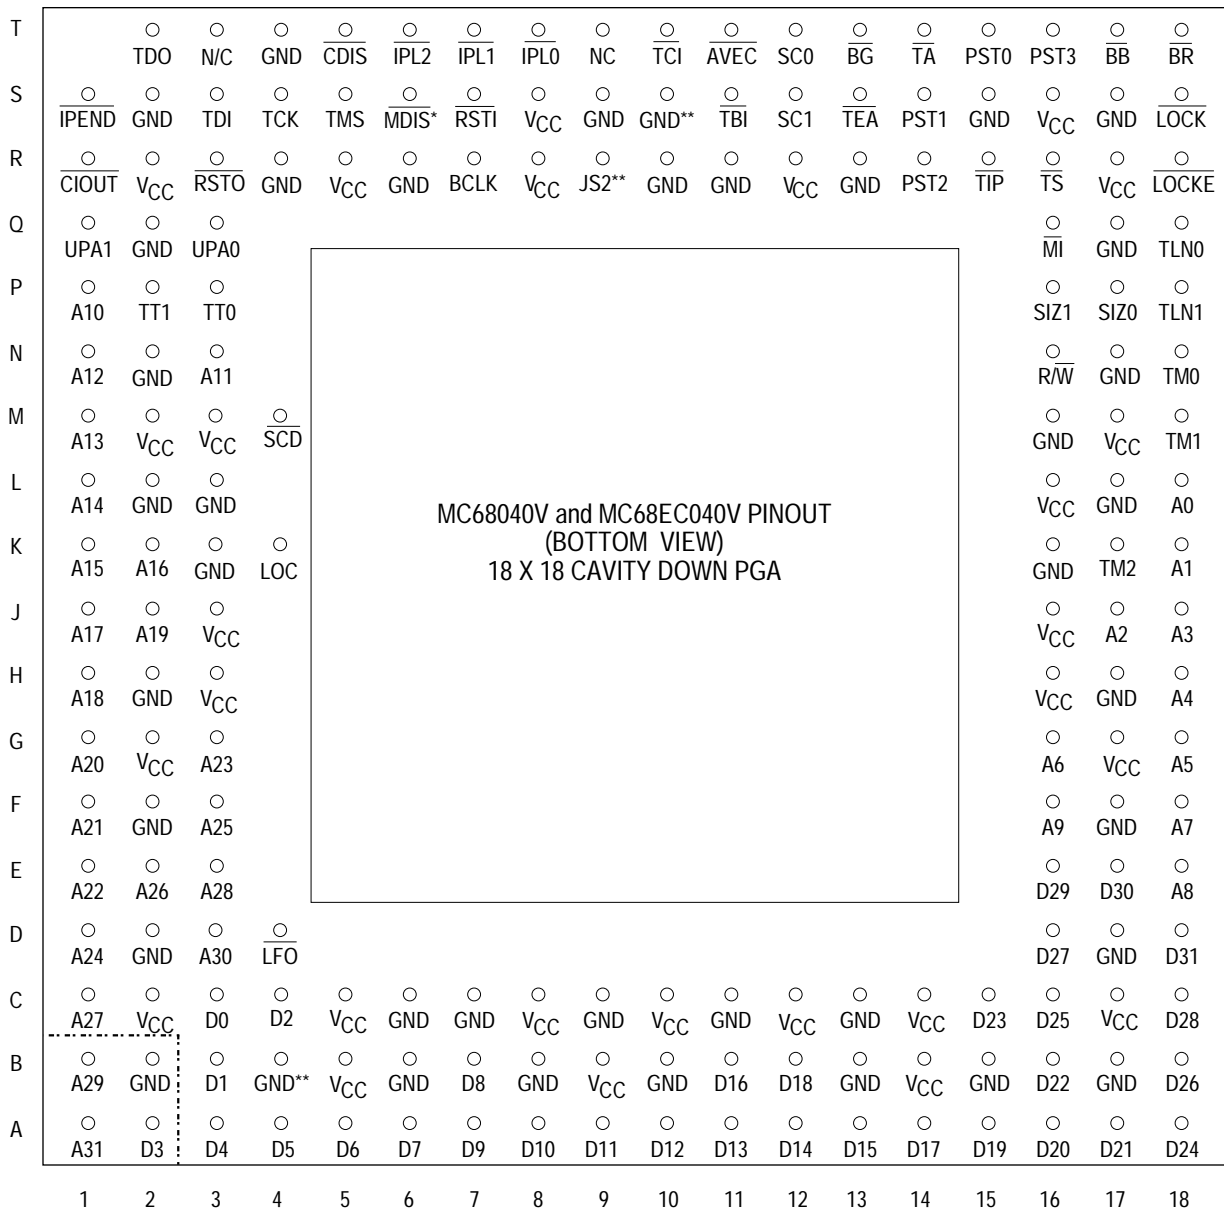 T
TDO N/C GND CDIS IPL2 IPL1 IPL0 NC TCI AVEC SC0 BG TA PST0 PST3 BB BR
S
IPEND GND TDI TCK TMS MDIS* RSTI VCC GND GND** TBI SC1 TEA PST1 GND VCC GND LOCK
R
CIOUT VCC RSTO GND VCC GND BCLK VCC JS2** GND GND VCC GND PST2 TIP TS VCC LOCKE
Q
UPA1 GND UPA0 MI GND TLN0
P
A10 TT1 TT0 SIZ1 SIZ0 TLN1
N
A12 GND A11 R/W GND TM0
M
A13 VCC VCC SCD GND VCC TM1
L
A14 GND GND VCC GND A0
MC68040V and MC68EC040V PINOUT
(BOTTOM VIEW)
18 X 18 CAVITY DOWN PGA
K
A15 A16 GND LOC GND TM2 A1
J
A17 A19 VCC VCC A2 A3
H
A18 GND VCC VCC GND A4
G
A20 VCC A23 A6 VCC A5
F
A21 GND A25 A9 GND A7
E
A22 A26 A28 D29 D30 A8
D
A24 GND A30 LFO D27 GND D31
C
A27 VCC D0 D2 VCC GND GND VCC GND VCC GND VCC GND VCC D23 D25 VCC D28
B
A29 GND D1 GND** VCC GND D8 GND VCC GND D16 D18 GND VCC GND D22 GND D26
A
A31 D3 D4 D5 D6 D7 D9 D10 D11 D12 D13 D14 D15 D17 D19 D20 D21 D24
1 2 3 4 5 6 7 8 9 10 11 12 13 14 15 16 17 18